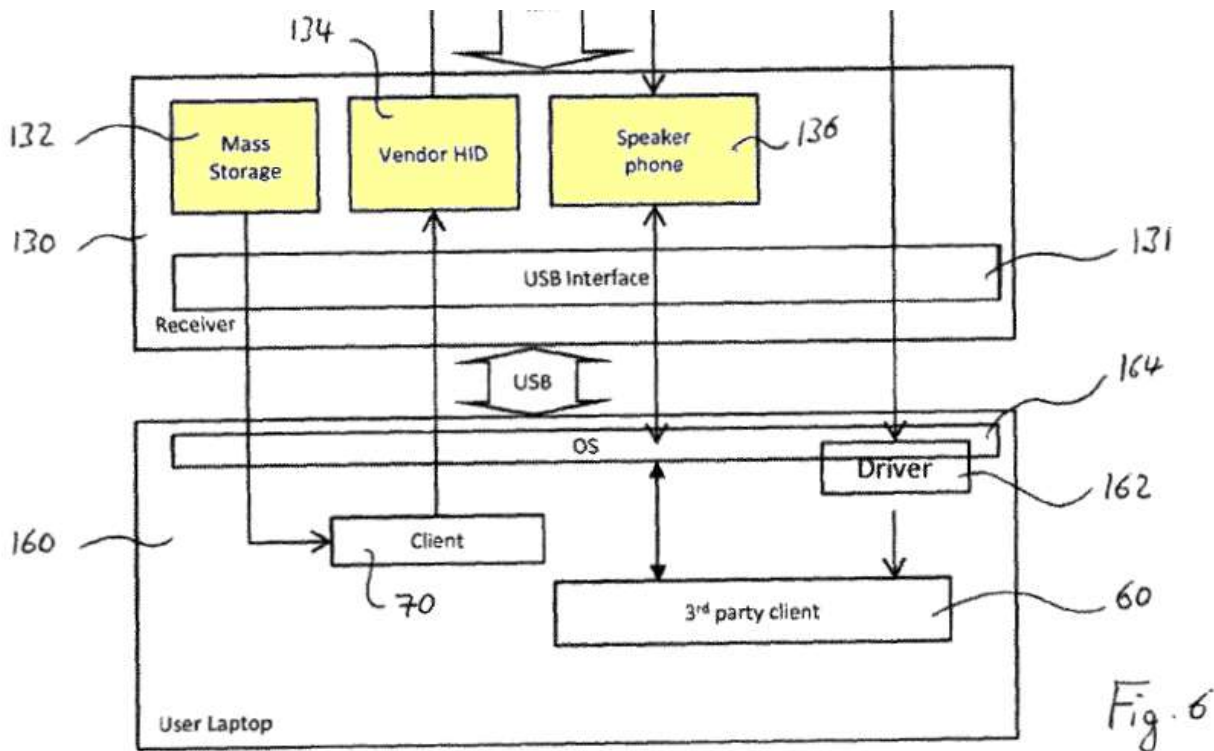 134
132
Mass
Storage
Vendor HID
Speaker
phone
136
130
USB Interface
131
Receiver
USB
164
OS
Driver
162
160
Client
70
3rd party client
60
User Laptop
Fig. 6